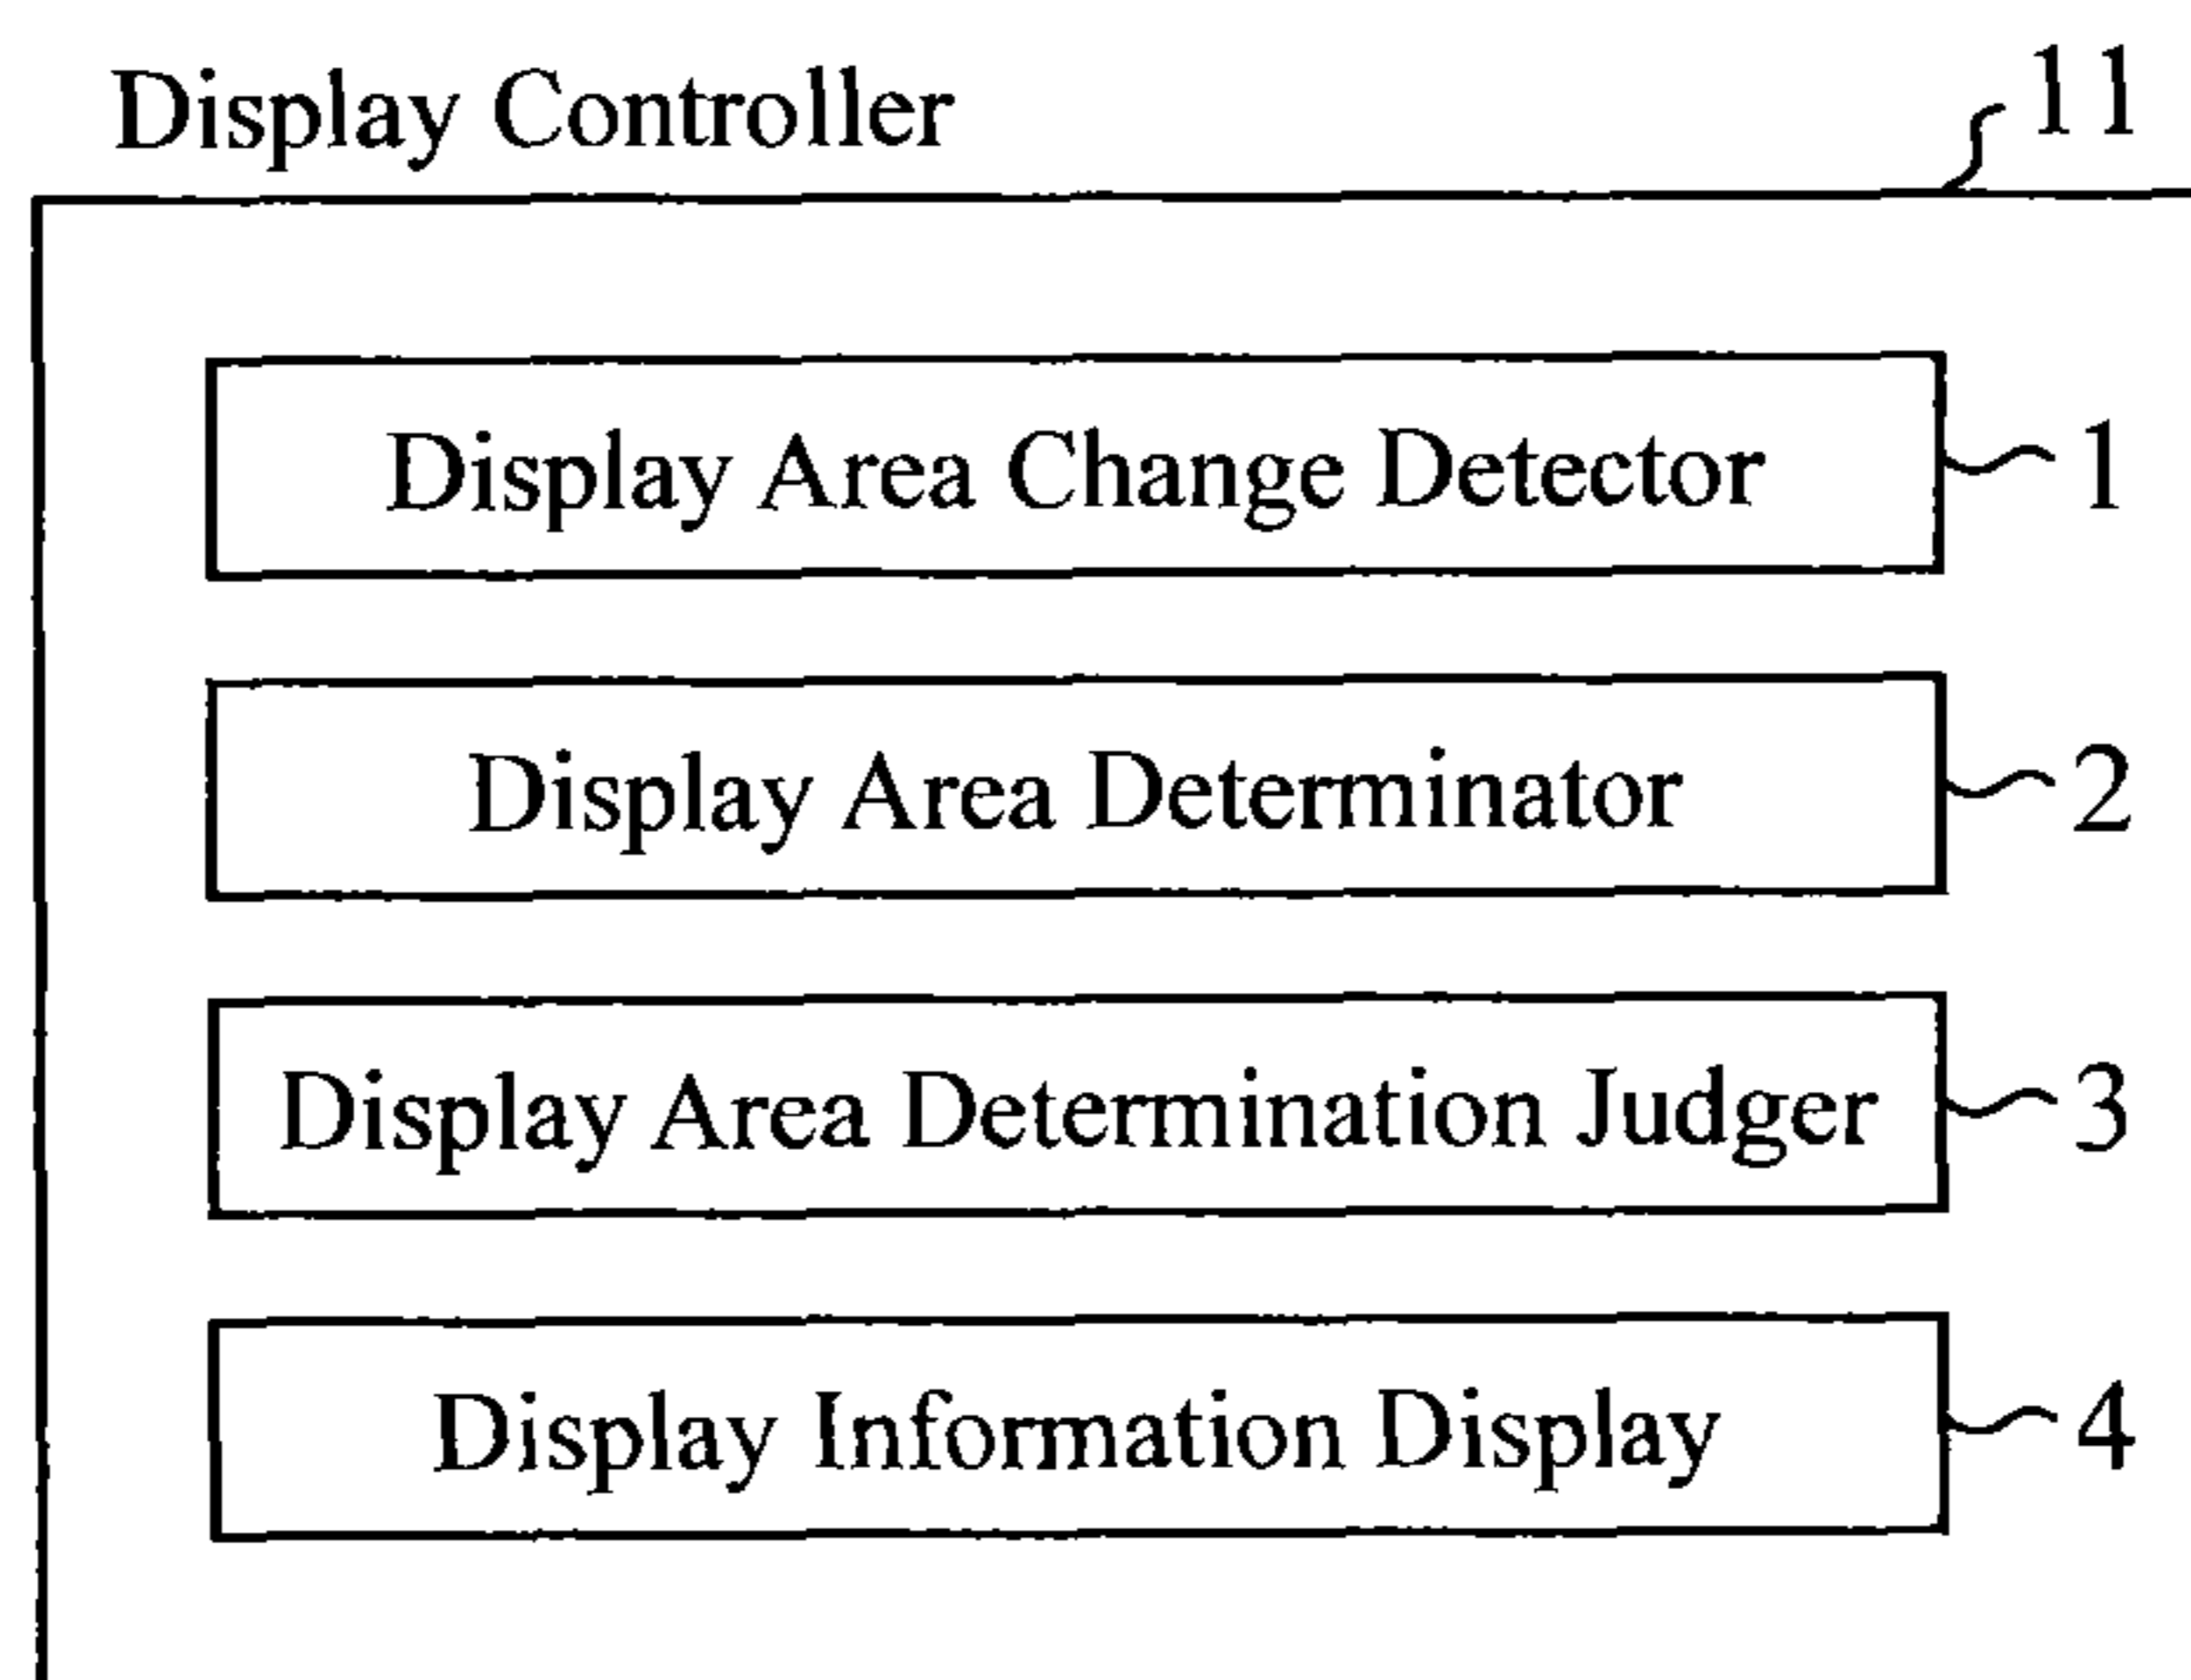 Display Controller 11
Display Area Change Detector 1
Display Area Determinator 2
Display Area Determination Judger 3
Display Information Display 4